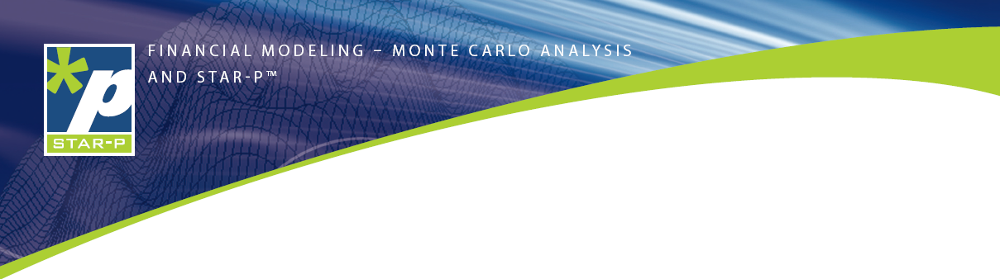 FINANCIAL MODELING – MONTE CARLO ANALYSIS
AND STAR-P™
*p
STAR-P